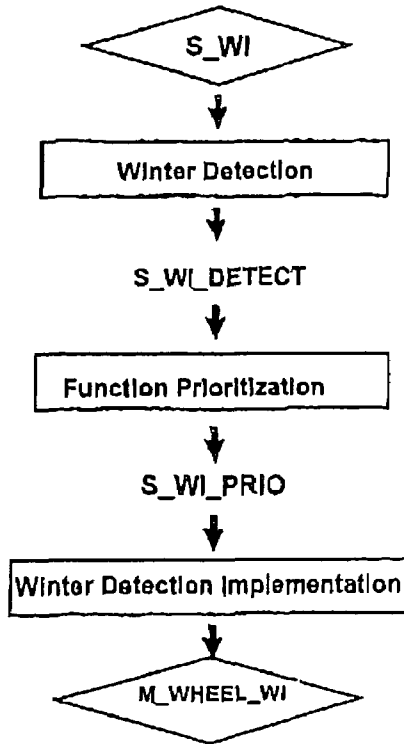 S_WI
Winter Detection
S_WI_DETECT
Function Prioritization
S_WI_PRIO
Winter Detection Implementation
M_WHEEL_WI